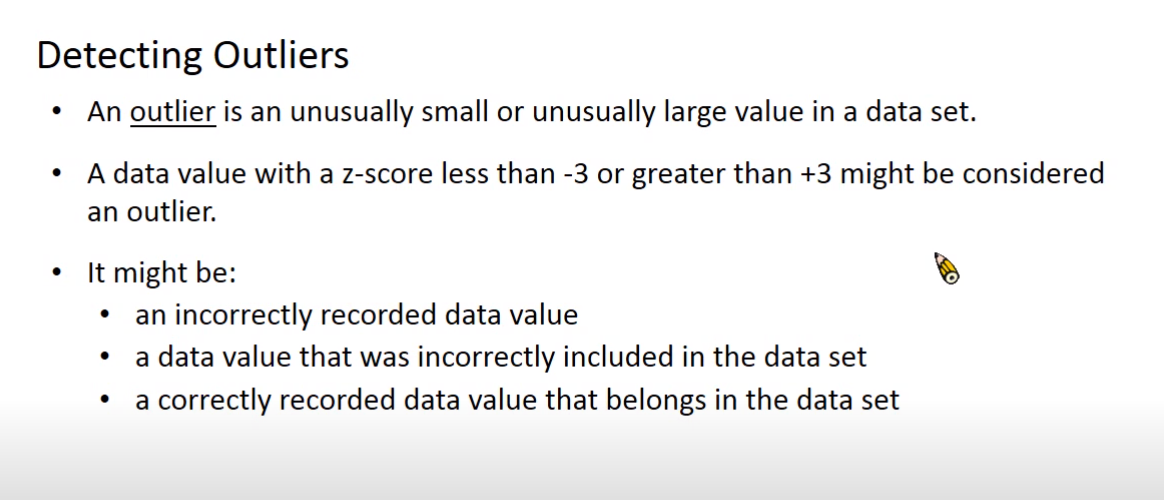 Detecting Outliers
• An outlier is an unusually small or unusually large value in a data set.
• A data value with a z-score less than -3 or greater than +3 might be considered
an outlier.
• It might be:
• an incorrectly recorded data value
• a data value that was incorrectly included in the data set
• a correctly recorded data value that belongs in the data set